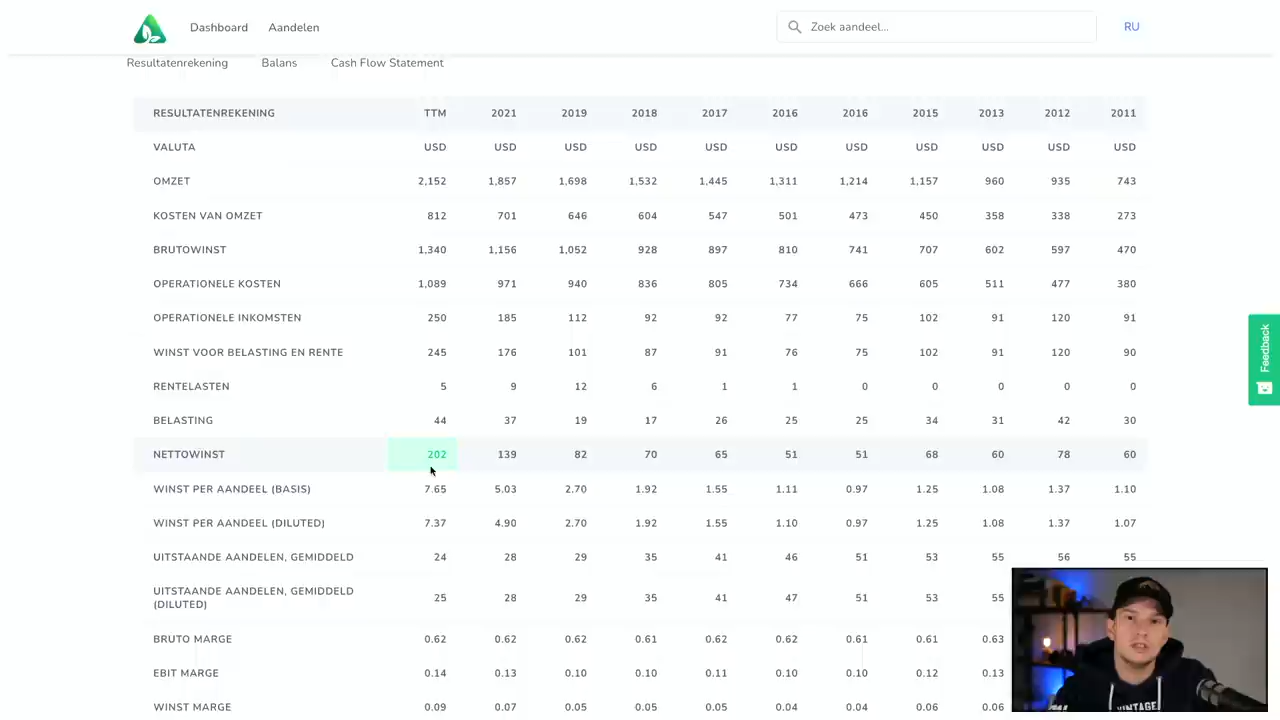 Dashboard Aandelen Zoek aandeel... RU
Resultatenrekening Balans Cash Flow Statement
RESULTATENREKENING TTM 2021 2019 2018 2017 2016 2016 2015 2013 2012 2011
VALUTA USD USD USD USD USD USD USD USD USD USD USD
OMZET 2,152 1,857 1,698 1,532 1,445 1,311 1,214 1,157 960 935 743
KOSTEN VAN OMZET 812 701 646 604 547 501 473 450 358 338 273
BRUTOWINST 1,340 1,156 1,052 928 897 810 741 707 602 597 470
OPERATIONELE KOSTEN 1,089 971 940 836 805 734 666 605 511 477 380
OPERATIONELE INKOMSTEN 250 185 112 92 92 77 75 102 91 120 91
WINST VOOR BELASTING EN RENTE 245 176 101 87 91 76 75 102 91 120 90
RENTELASTEN 5 9 12 6 1 1 0 0 0 0 0
BELASTING 44 37 19 17 26 25 25 34 31 42 30
NETTOWINST 202 139 82 70 65 51 51 68 60 78 60
WINST PER AANDEEL (BASIS) 7.65 5.03 2.70 1.92 1.55 1.11 0.97 1.25 1.08 1.37 1.10
WINST PER AANDEEL (DILUTED) 7.37 4.90 2.70 1.92 1.55 1.10 0.97 1.25 1.08 1.37 1.07
UITSTAANDE AANDELEN, GEMIDDELD 24 28 29 35 41 46 51 53 55 56 55
UITSTAANDE AANDELEN, GEMIDDELD
(DILUTED) 25 28 29 35 41 47 51 53 55
BRUTO MARGE 0.62 0.62 0.62 0.61 0.62 0.62 0.61 0.61 0.63
EBIT MARGE 0.14 0.13 0.10 0.10 0.11 0.10 0.10 0.12 0.13
WINST MARGE 0.09 0.07 0.05 0.05 0.05 0.04 0.04 0.06 0.06
Feedback
VINTAGE